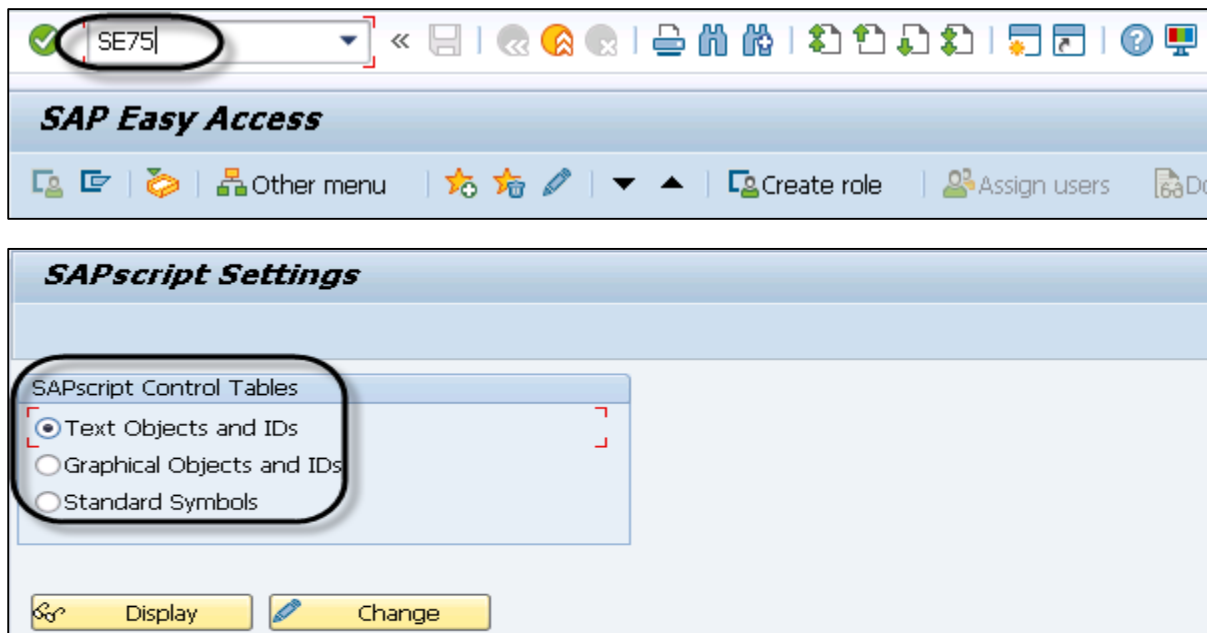 SE75
SAP Easy Access
Other menu Create role Assign users
SAPscript Settings
SAPscript Control Tables
Text Objects and IDs
Graphical Objects and IDs
Standard Symbols
Display Change